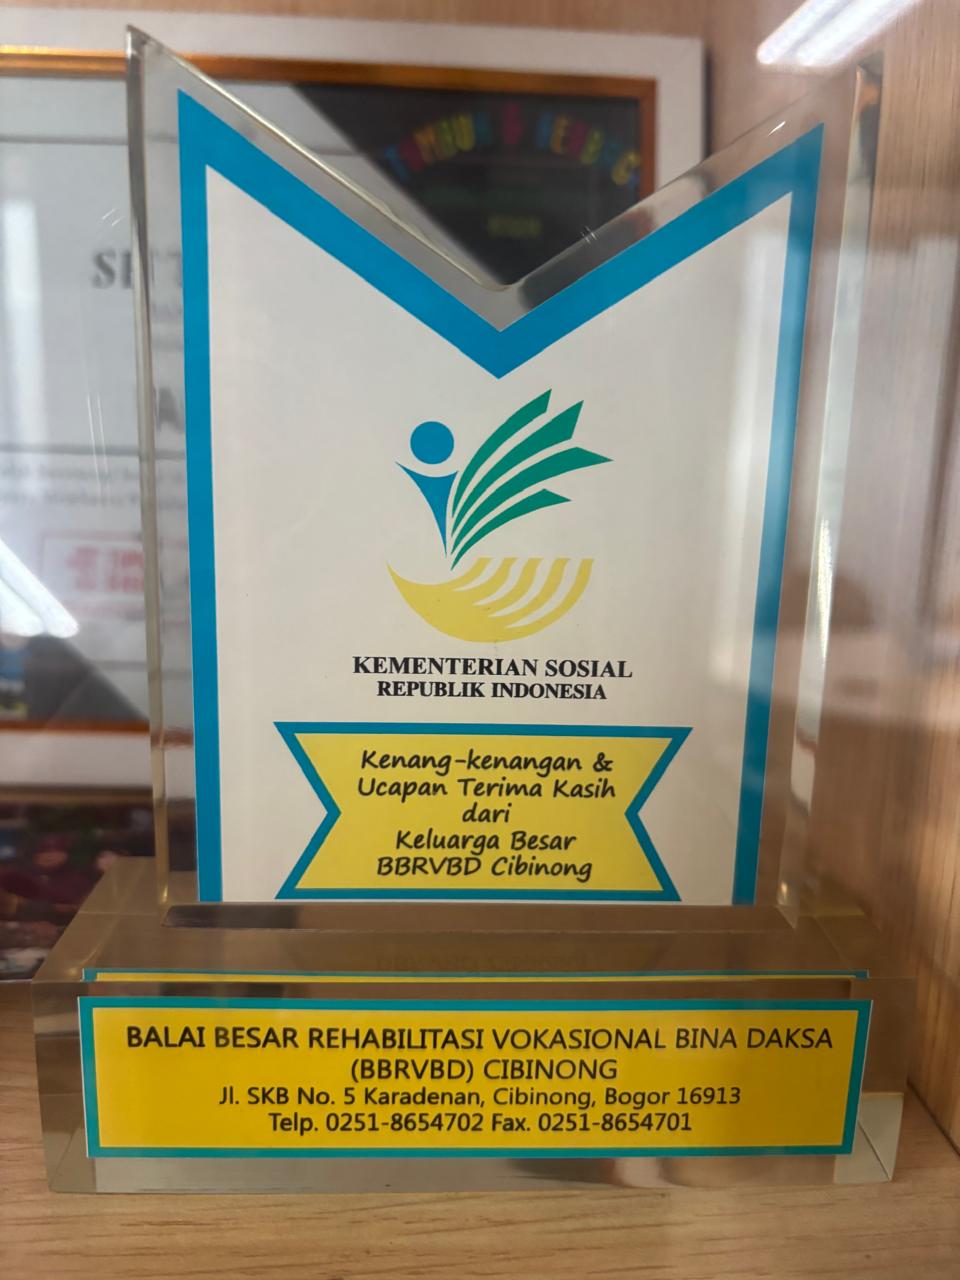 KEMENTERIAN SOSIAL
REPUBLIK INDONESIA
Kenang-kenangan &
Ucapan Terima Kasih
dari
Keluarga Besar
BBRVBD Cibinong
BALAI BESAR REHABILITASI VOKASIONAL BINA DAKSA
(BBRVBD) CIBINONG
Jl. SKB No. 5 Karadenan, Cibinong, Bogor 16913
Telp. 0251-8654702 Fax. 0251-8654701